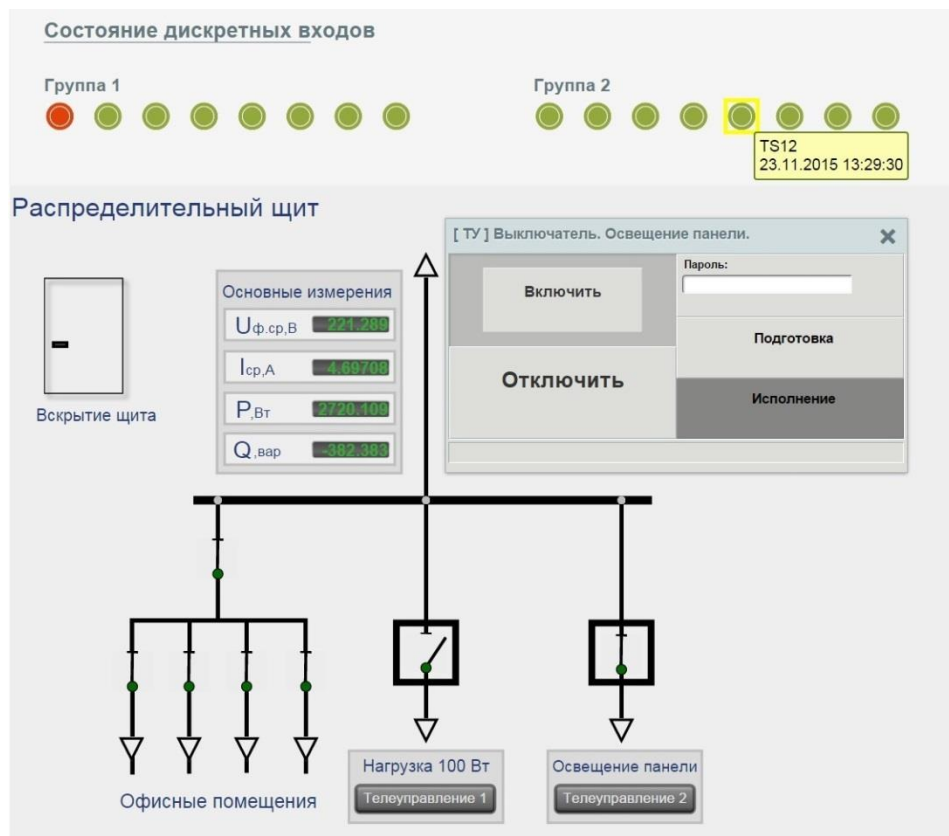 Состояние дискретных входов
Группа 1
Группа 2
TS12
23.11.2015 13:29:30
Распределительный щит
[ ТУ ] Выключатель. Освещение панели.
Включить
Отключить
Пароль:
Подготовка
Исполнение
Вскрытие щита
Основные измерения
Uф.ср,В 221.289
Iср,А 4.69708
P,Вт 2720.109
Q,вар -382.383
Офисные помещения
Нагрузка 100 Вт
Телеуправление 1
Освещение панели
Телеуправление 2